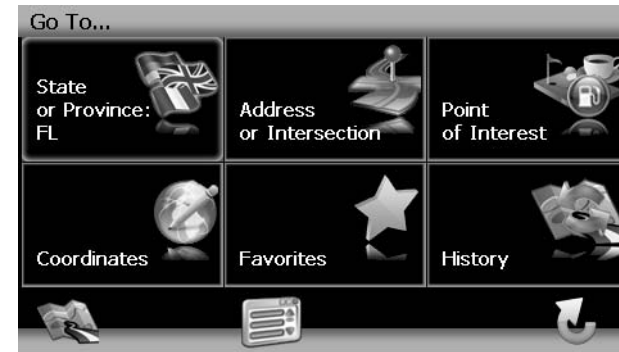 Go To...
State
or Province:
FL
Address
or Intersection
Point
of Interest
Coordinates
Favorites
History